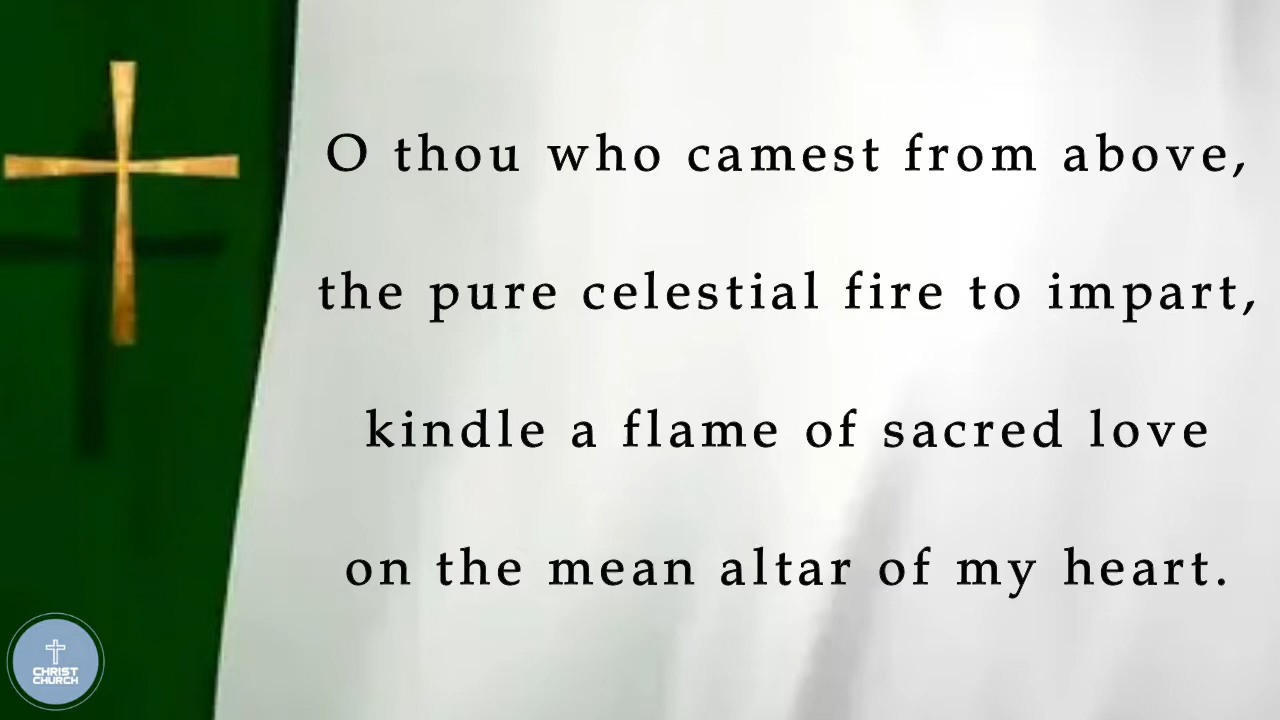 O thou who camest from above,
the pure celestial fire to impart,
kindle a flame of sacred love
on the mean altar of my heart.
CHRIST
CHURCH